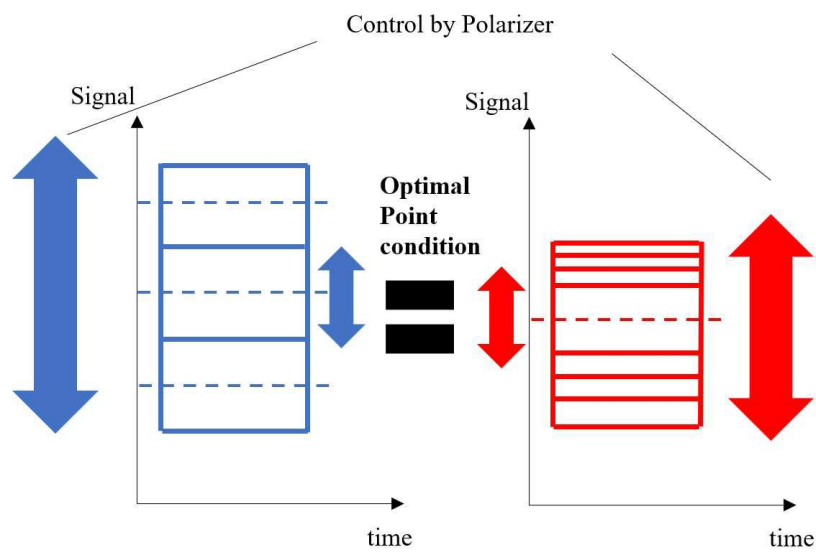 Control by Polarizer
Signal
Signal
Optimal
Point
condition
time
time